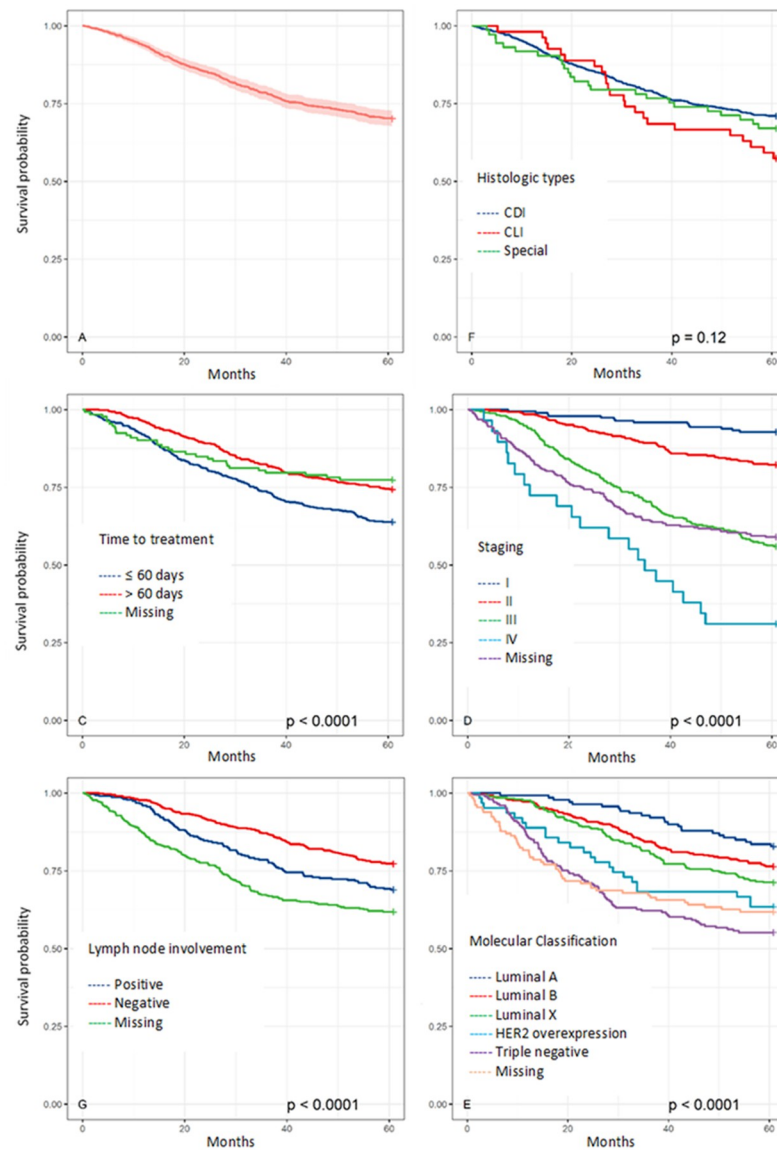 1.00
0.75
0.50
0.25
0.00
Survival probability
A
0
20
40
60
Months
1.00
0.75
0.50
0.25
0.00
Histologic types
CDI
CLI
Special
F
p = 0.12
0
20
40
60
Months
1.00
0.75
0.50
0.25
0.00
Survival probability
Time to treatment
≤ 60 days
> 60 days
Missing
C
p < 0.0001
0
20
40
60
Months
1.00
0.75
0.50
0.25
0.00
Staging
I
II
III
IV
Missing
D
p < 0.0001
0
20
40
60
Months
1.00
0.75
0.50
0.25
0.00
Survival probability
Lymph node involvement
Positive
Negative
Missing
G
p < 0.0001
0
20
40
60
Months
1.00
0.75
0.50
0.25
0.00
Molecular Classification
Luminal A
Luminal B
Luminal X
HER2 overexpression
Triple negative
Missing
E
p < 0.0001
0
20
40
60
Months